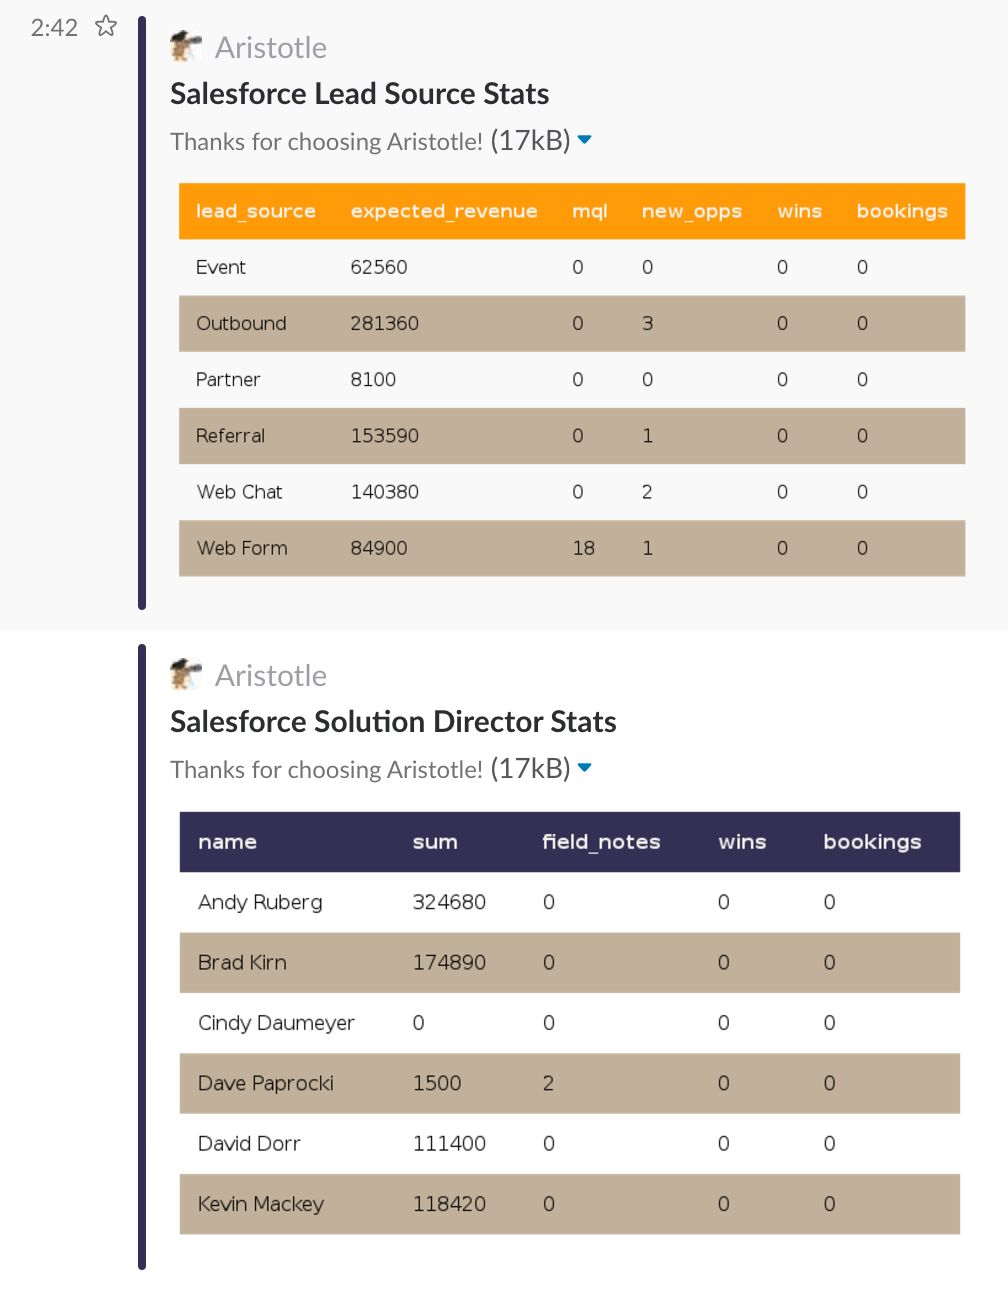 2:42
Aristotle
Salesforce Lead Source Stats
Thanks for choosing Aristotle! (17kB)
lead_source expected_revenue mql new_opps wins bookings
Event 62560 0 0 0 0
Outbound 281360 0 3 0 0
Partner 8100 0 0 0 0
Referral 153590 0 1 0 0
Web Chat 140380 0 2 0 0
Web Form 84900 18 1 0 0
Aristotle
Salesforce Solution Director Stats
Thanks for choosing Aristotle! (17kB)
name sum field_notes wins bookings
Andy Ruberg 324680 0 0 0
Brad Kirn 174890 0 0 0
Cindy Daumeyer 0 0 0 0
Dave Paprocki 1500 2 0 0
David Dorr 111400 0 0 0
Kevin Mackey 118420 0 0 0